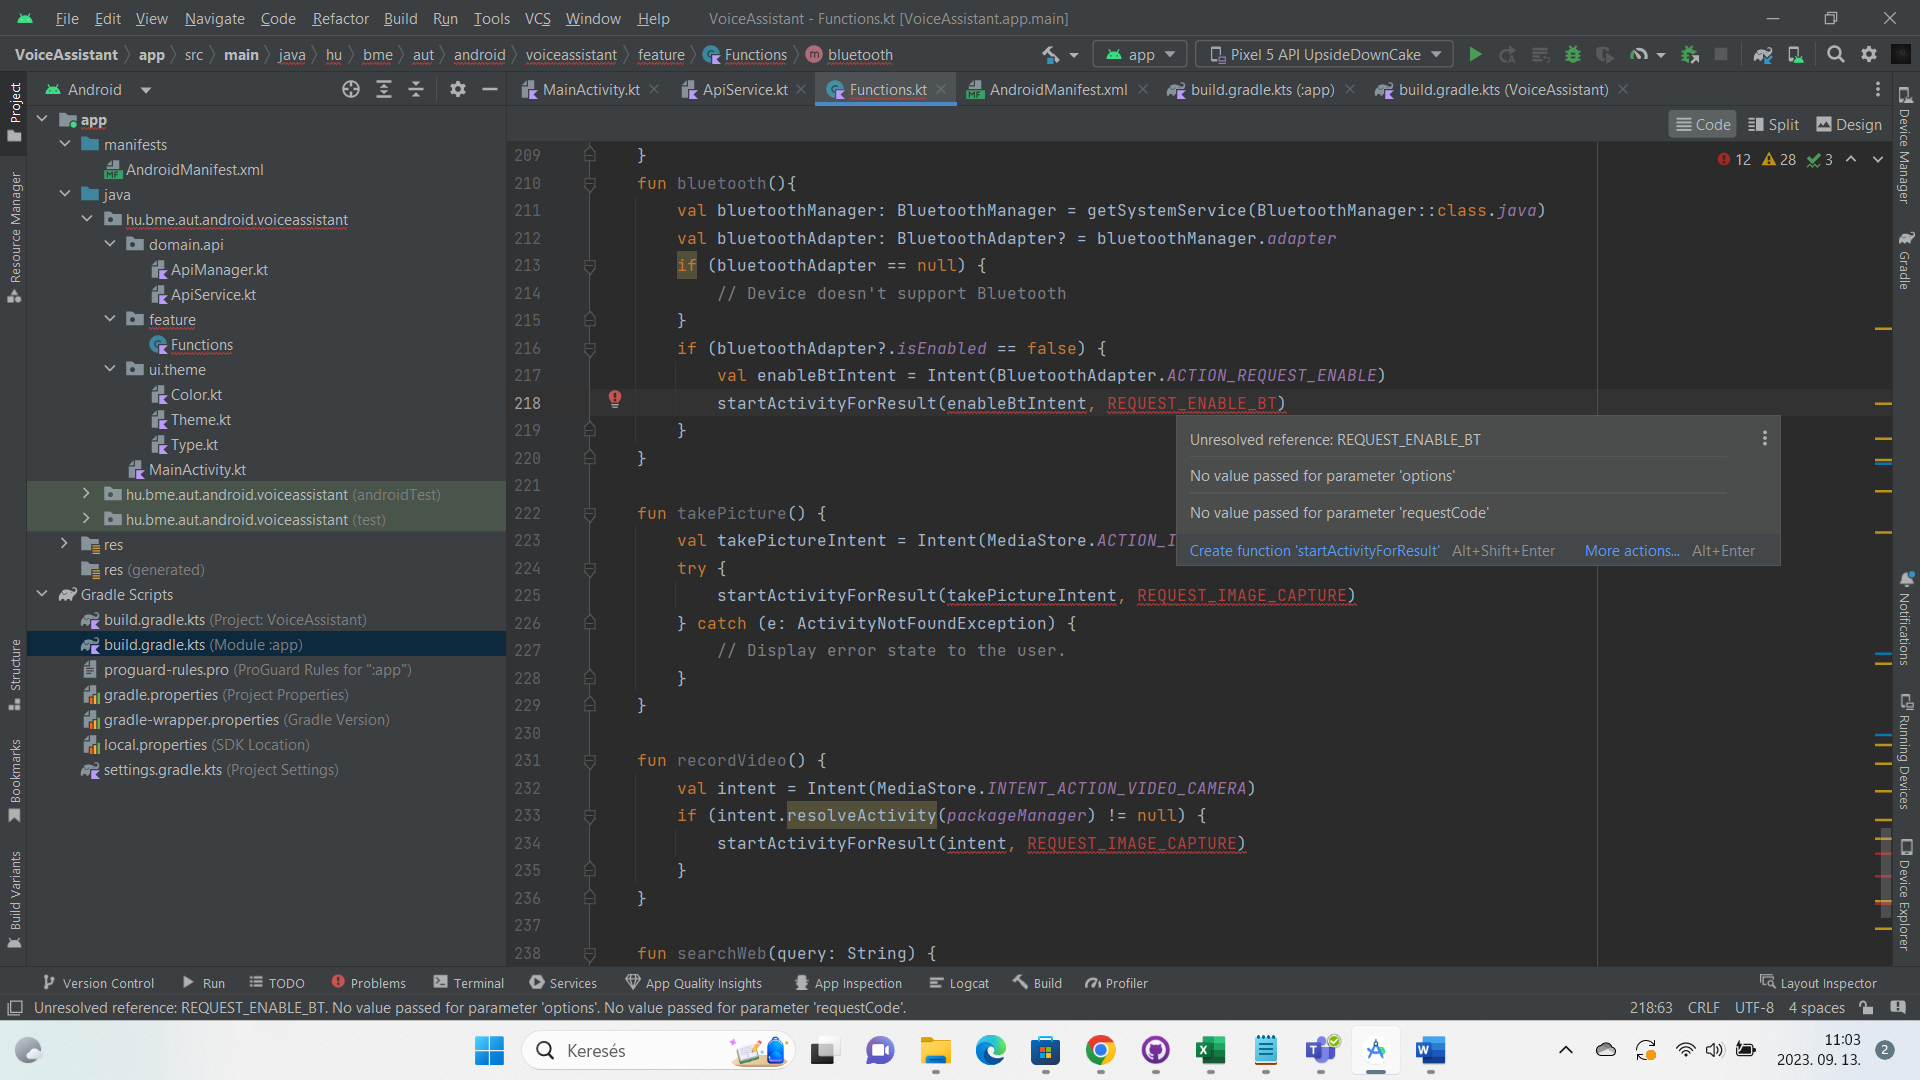 File Edit View Navigate Code Refactor Build Run Tools VCS Window Help VoiceAssistant - Functions.kt [VoiceAssistant.app.main]
VoiceAssistant app src main java hu bme aut android voiceassistant feature Functions m bluetooth app Pixel 5 API UpsideDownCake
Android
MainActivity.kt ApiService.kt Functions.kt AndroidManifest.xml build.gradle.kts (:app) build.gradle.kts (VoiceAssistant)
Code Split Design
12 28 3
Project
Resource Manager
Structure
Bookmarks
Build Variants
app
manifests
AndroidManifest.xml
java
hu.bme.aut.android.voiceassistant
domain.api
ApiManager.kt
ApiService.kt
feature
Functions
ui.theme
Color.kt
Theme.kt
Type.kt
MainActivity.kt
hu.bme.aut.android.voiceassistant (androidTest)
hu.bme.aut.android.voiceassistant (test)
res
res (generated)
Gradle Scripts
build.gradle.kts (Project: VoiceAssistant)
build.gradle.kts (Module :app)
proguard-rules.pro (ProGuard Rules for ":app")
gradle.properties (Project Properties)
gradle-wrapper.properties (Gradle Version)
local.properties (SDK Location)
settings.gradle.kts (Project Settings)
209 }
210 fun bluetooth(){
211 val bluetoothManager: BluetoothManager = getSystemService(BluetoothManager::class.java)
212 val bluetoothAdapter: BluetoothAdapter? = bluetoothManager.adapter
213 if (bluetoothAdapter == null) {
214 // Device doesn't support Bluetooth
215 }
216 if (bluetoothAdapter?.isEnabled == false) {
217 val enableBtIntent = Intent(BluetoothAdapter.ACTION_REQUEST_ENABLE)
218 startActivityForResult(enableBtIntent, REQUEST_ENABLE_BT)
219 }
220 }
221
222 fun takePicture() {
223 val takePictureIntent = Intent(MediaStore.ACTION_I
224 try {
225 startActivityForResult(takePictureIntent, REQUEST_IMAGE_CAPTURE)
226 } catch (e: ActivityNotFoundException) {
227 // Display error state to the user.
228 }
229 }
230
231 fun recordVideo() {
232 val intent = Intent(MediaStore.INTENT_ACTION_VIDEO_CAMERA)
233 if (intent.resolveActivity(packageManager) != null) {
234 startActivityForResult(intent, REQUEST_IMAGE_CAPTURE)
235 }
236 }
237
238 fun searchWeb(query: String) {
Unresolved reference: REQUEST_ENABLE_BT
No value passed for parameter 'options'
No value passed for parameter 'requestCode'
Create function 'startActivityForResult' Alt+Shift+Enter More actions... Alt+Enter
Device Manager
Gradle
Notifications
Running Devices
Device Explorer
Version Control Run TODO Problems Terminal Services App Quality Insights App Inspection Logcat Build Profiler Layout Inspector
Unresolved reference: REQUEST_ENABLE_BT. No value passed for parameter 'options'. No value passed for parameter 'requestCode'. 218:63 CRLF UTF-8 4 spaces
Keresés
11:03
2023. 09. 13.
2